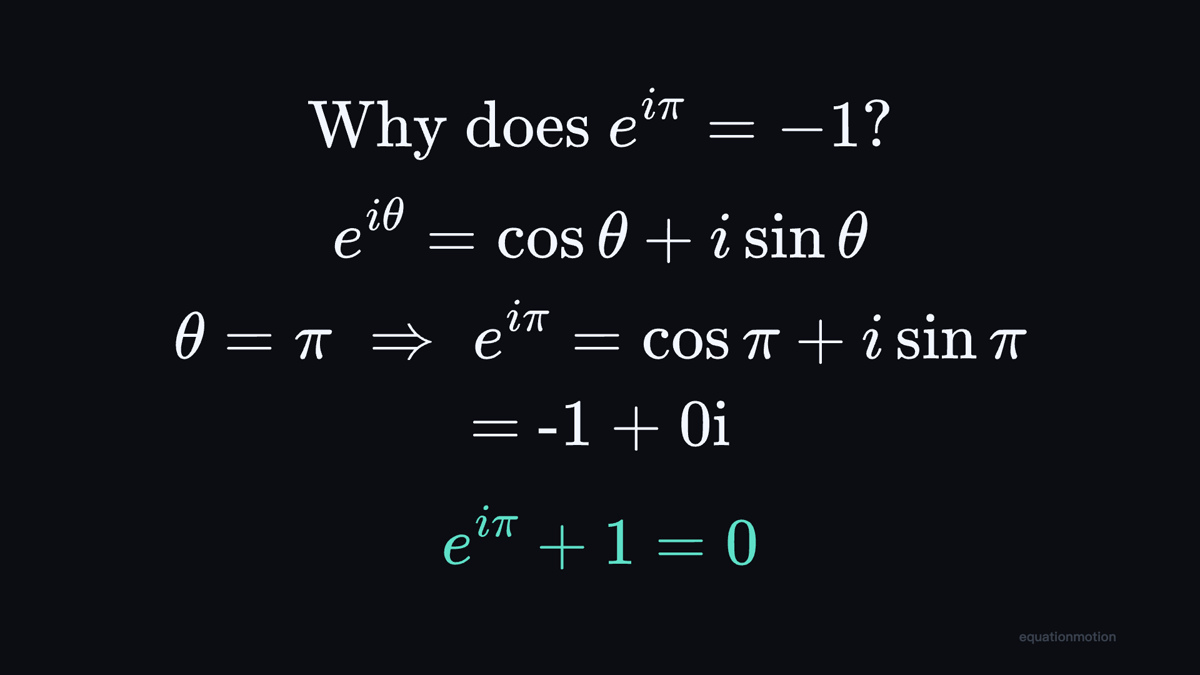 Why does e^{iπ} = −1?
e^{iθ} = cos θ + i sin θ
θ = π ⇒ e^{iπ} = cos π + i sin π
= -1 + 0i
e^{iπ} + 1 = 0
equationmotion